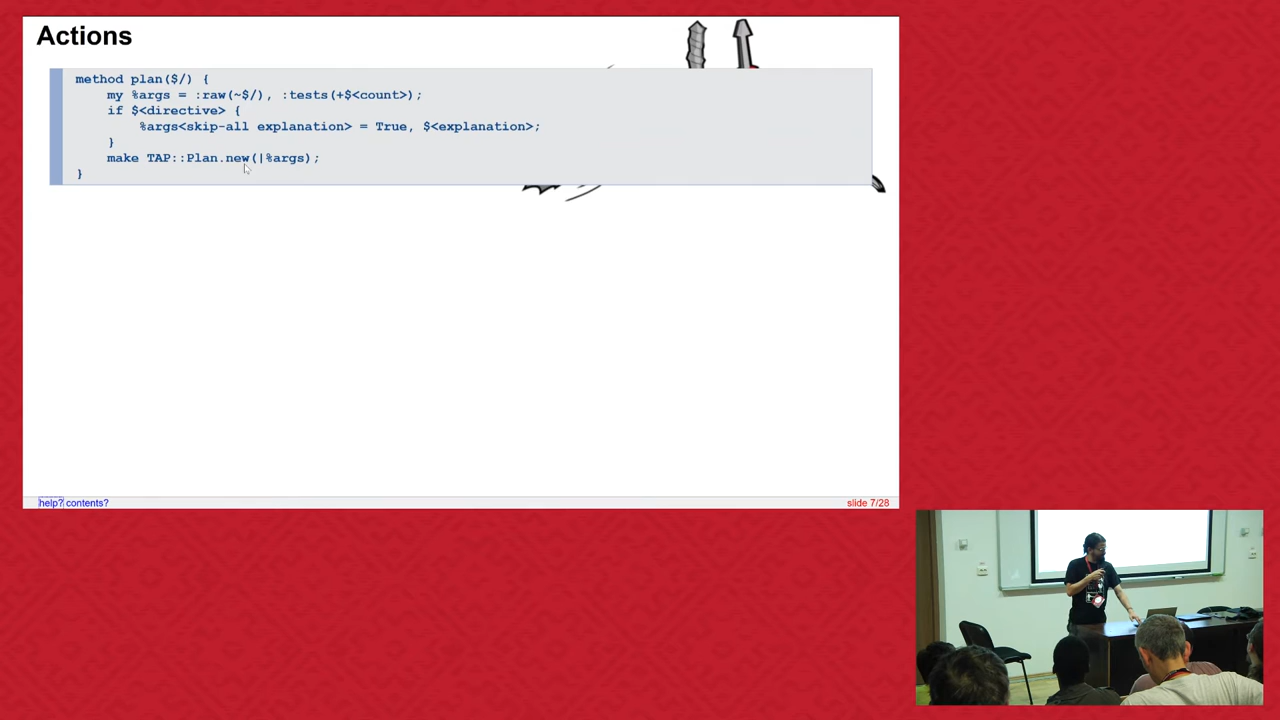 Actions
method plan($/) {
my %args = :raw(~$/), :tests(+$<count>);
if $<directive> {
%args<skip-all explanation> = True, $<explanation>;
}
make TAP::Plan.new(|%args);
}
help? contents?
slide 7/28